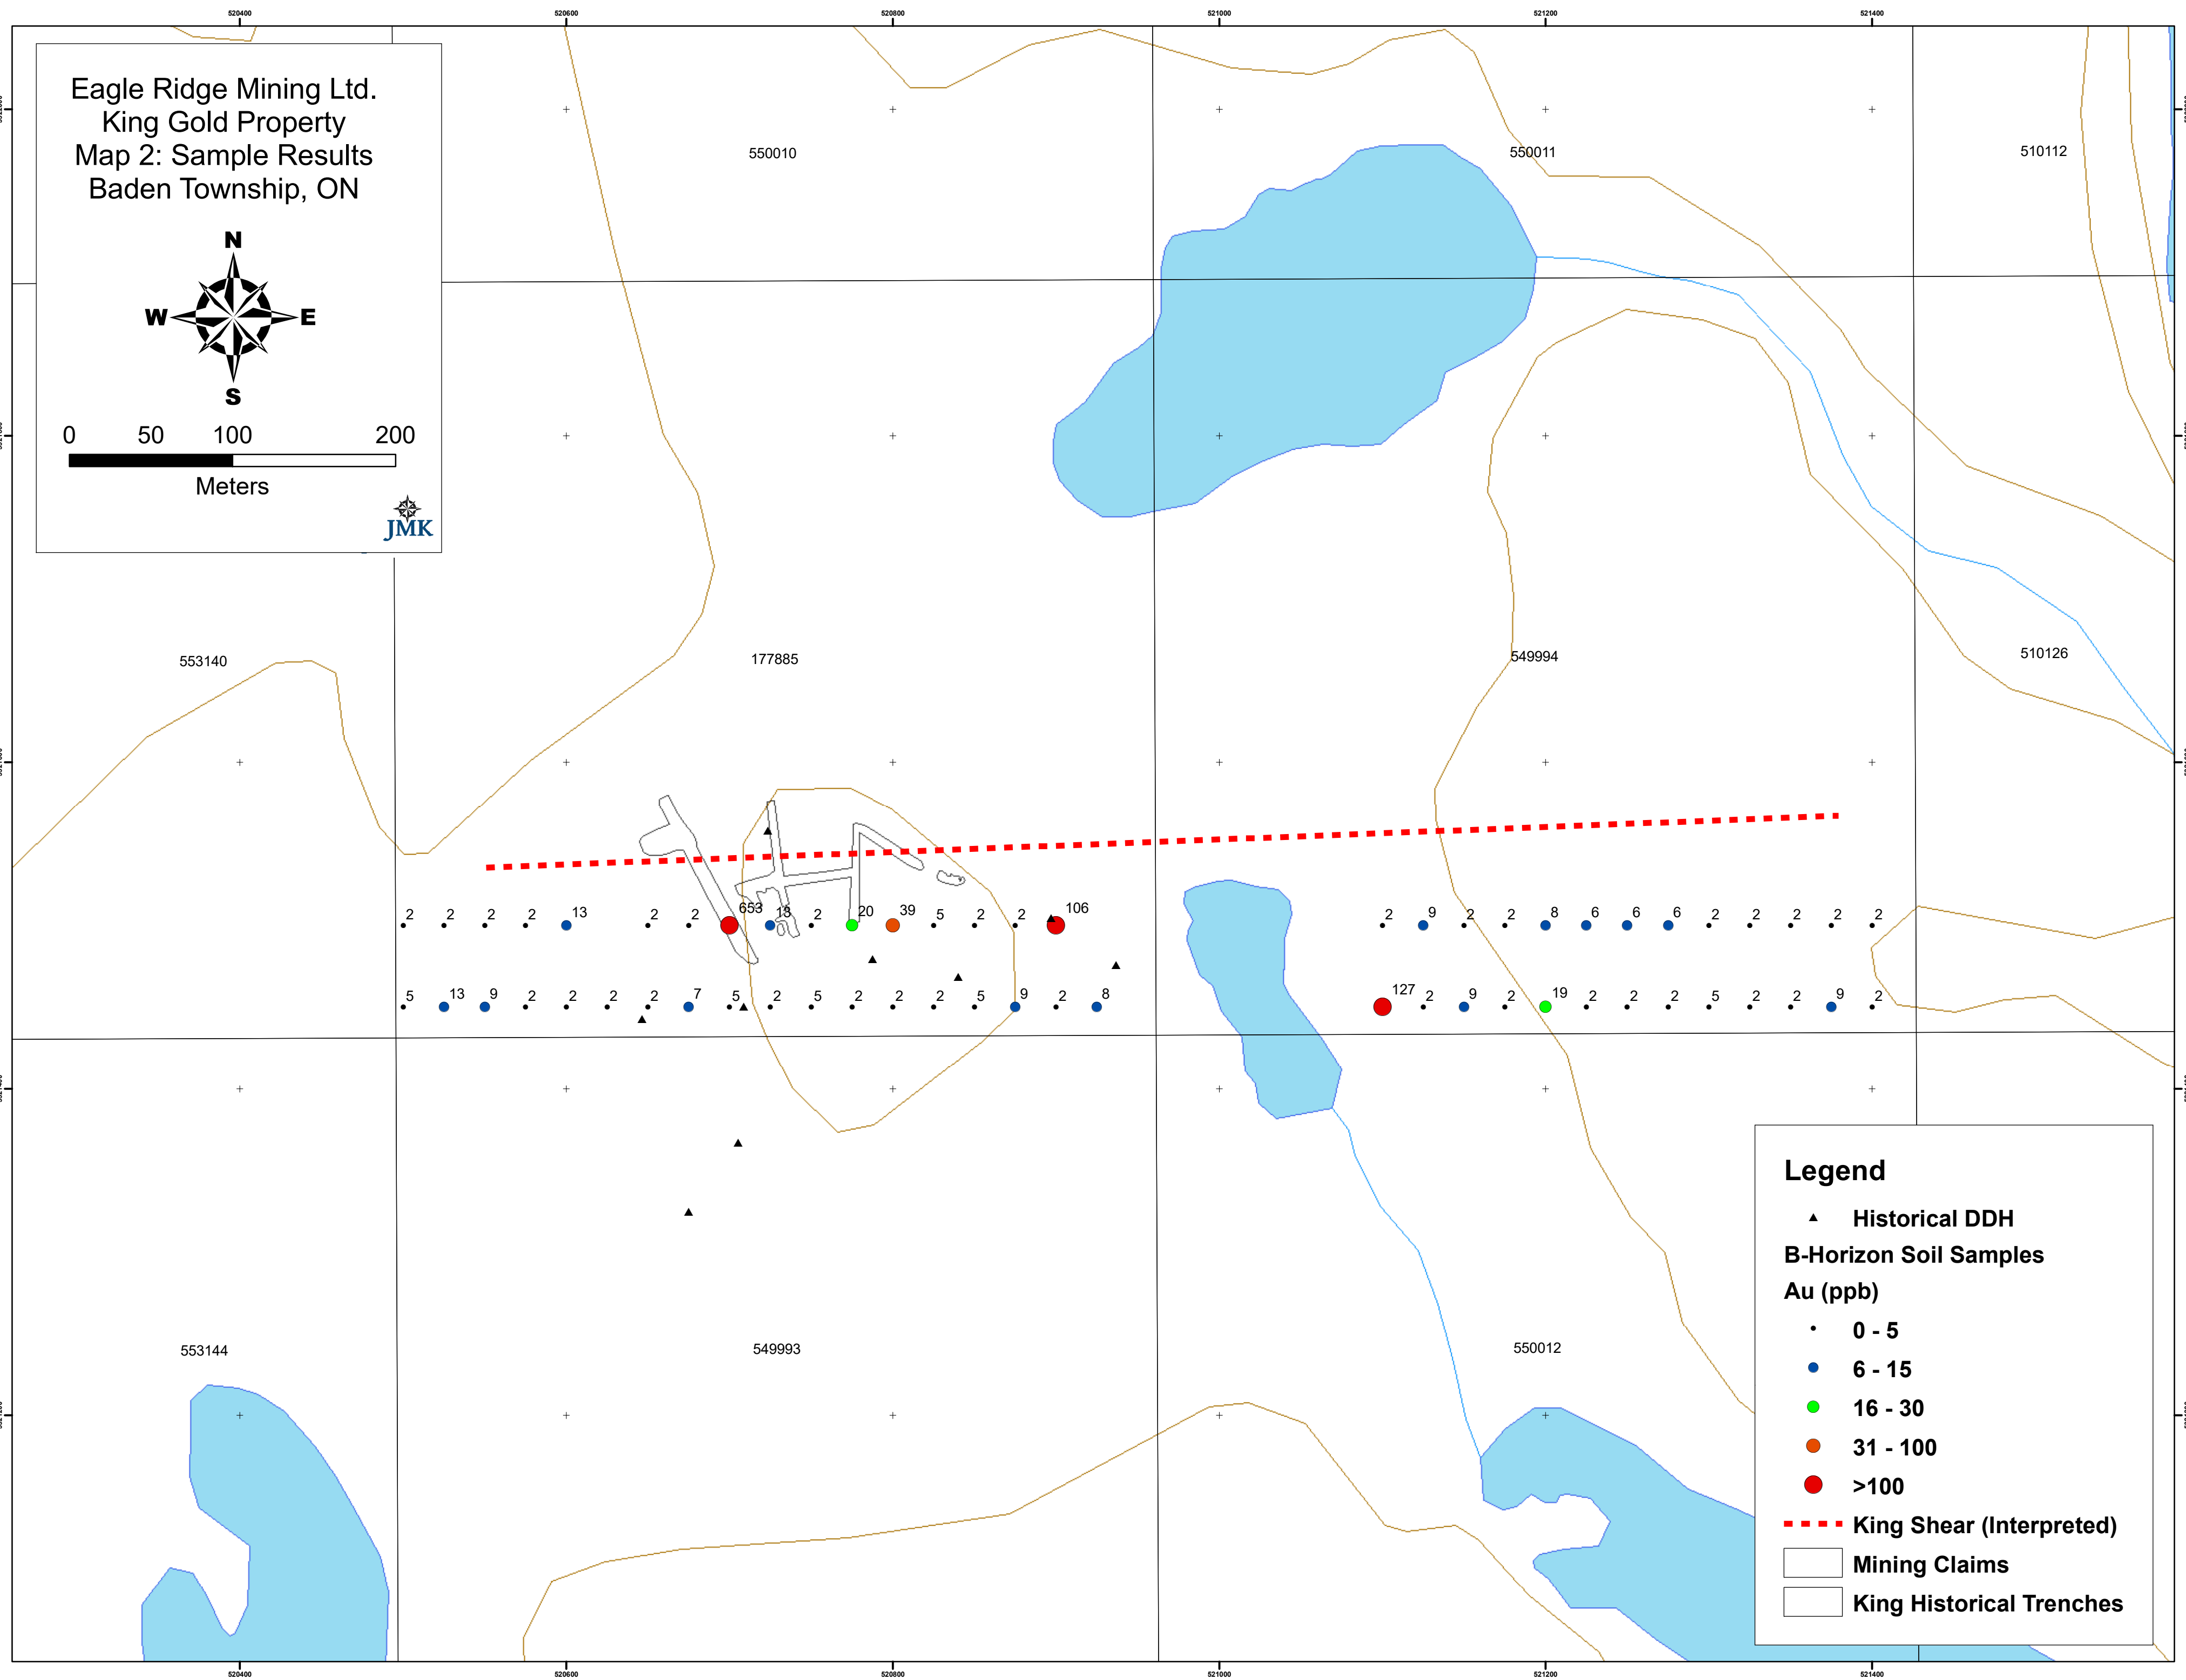 520400 520600 520800 521000 521200 521400
Eagle Ridge Mining Ltd.
King Gold Property
Map 2: Sample Results
Baden Township, ON
N
W E
S
0 50 100 200
Meters
JMK
550010 550011 510112
553140 177885 549994 510126
2 2 2 2 13 2 2 653 13 2 20 39 5 2 2 106 2 9 2 2 8 6 6 6 2 2 2 2 2
5 13 9 2 2 2 2 7 5 2 5 2 2 2 5 9 2 8 127 2 9 2 19 2 2 2 5 2 2 9 2
553144 549993 550012
Legend
Historical DDH
B-Horizon Soil Samples
Au (ppb)
0 - 5
6 - 15
16 - 30
31 - 100
>100
King Shear (Interpreted)
Mining Claims
King Historical Trenches
520400 520600 520800 521000 521200 521400